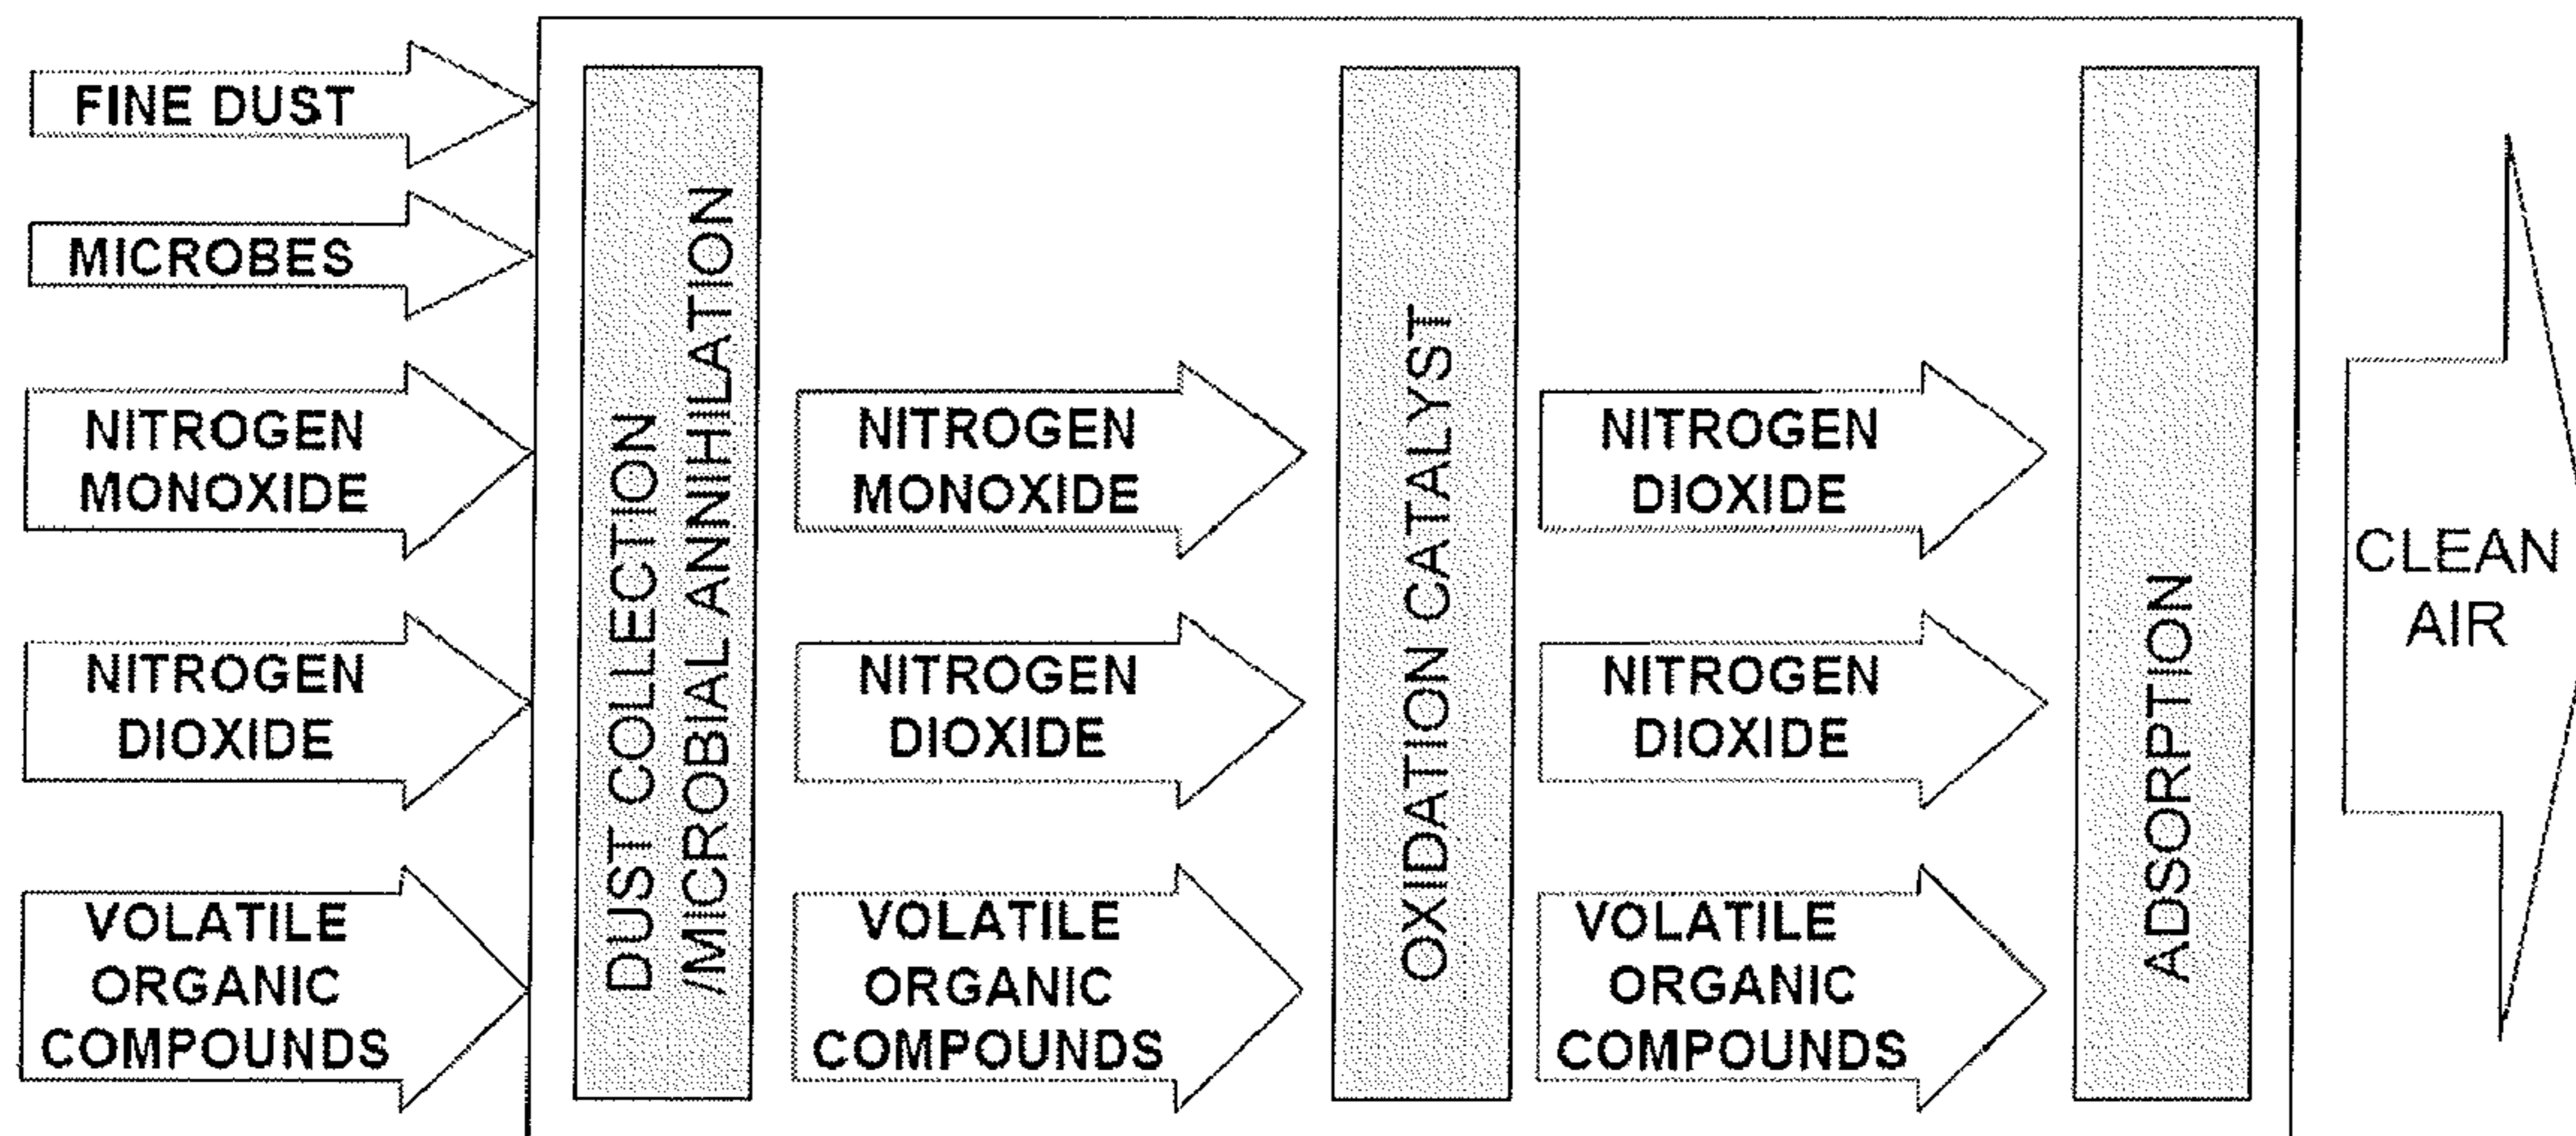 FINE DUST
MICROBES
NITROGEN
MONOXIDE
NITROGEN
DIOXIDE
VOLATILE
ORGANIC
COMPOUNDS
DUST COLLECTION
/MICROBIAL ANNIHILATION
NITROGEN
MONOXIDE
NITROGEN
DIOXIDE
VOLATILE
ORGANIC
COMPOUNDS
OXIDATION CATALYST
NITROGEN
DIOXIDE
NITROGEN
DIOXIDE
VOLATILE
ORGANIC
COMPOUNDS
ADSORPTION
CLEAN
AIR